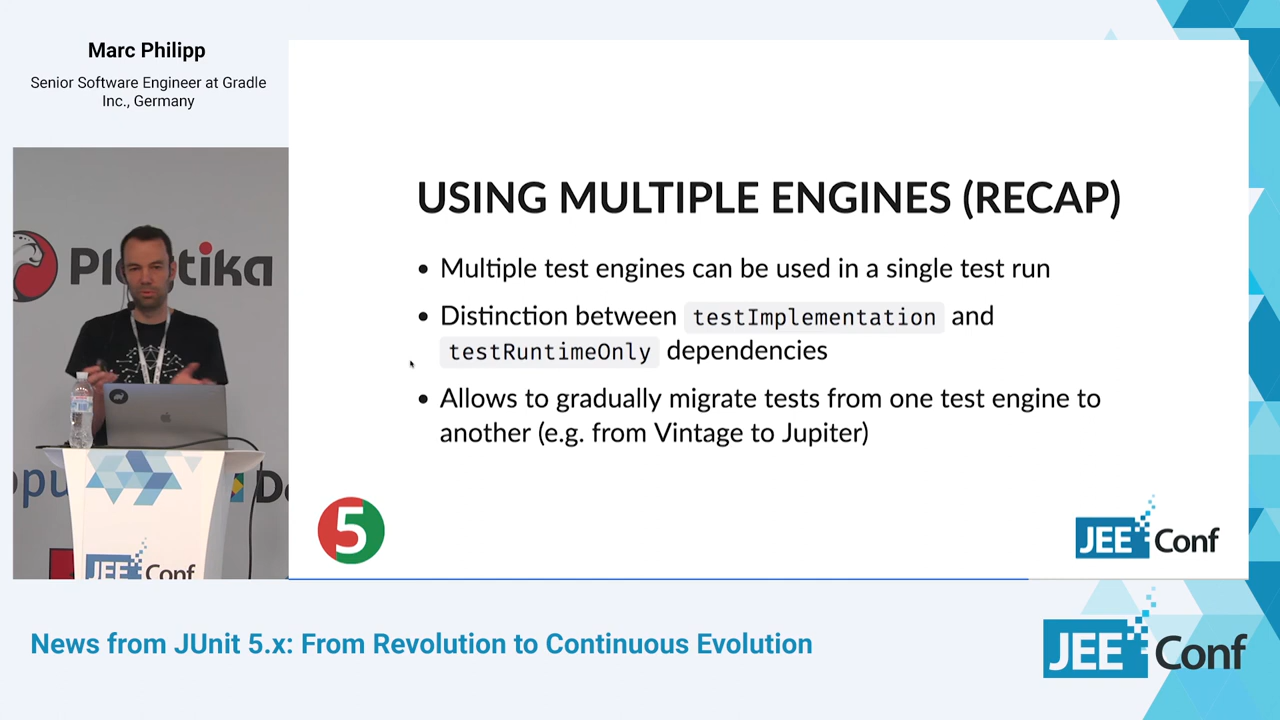 Marc Philipp
Senior Software Engineer at Gradle
Inc., Germany
USING MULTIPLE ENGINES (RECAP)
• Multiple test engines can be used in a single test run
• Distinction between testImplementation and
testRuntimeOnly dependencies
• Allows to gradually migrate tests from one test engine to
another (e.g. from Vintage to Jupiter)
5
JEE Conf
JEE Conf
News from JUnit 5.x: From Revolution to Continuous Evolution
JEE Conf